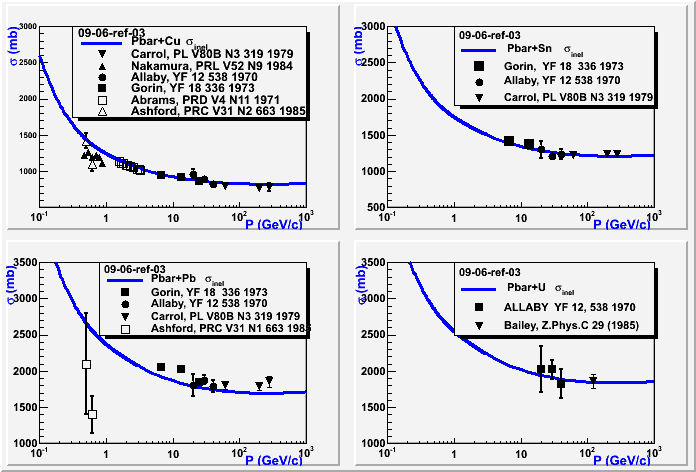 09-06-ref-03
Pbar+Cu σinel
Carrol, PL V80B N3 319 1979
Nakamura, PRL V52 N9 1984
Allaby, YF 12 538 1970
Gorin, YF 18 336 1973
Abrams, PRD V4 N11 1971
Ashford, PRC V31 N2 663 1985
σ (mb)
3000
2500
2000
1500
1000
10-1
1
10
10²
10³
P (GeV/c)
09-06-ref-03
Pbar+Sn σinel
Gorin, YF 18 336 1973
Allaby, YF 12 538 1970
Carrol, PL V80B N3 319 1979
σ (mb)
3000
2500
2000
1500
1000
500
10-1
1
10
10²
10³
P (GeV/c)
09-06-ref-03
Pbar+Pb σinel
Gorin, YF 18 336 1973
Allaby, YF 12 538 1970
Carrol, PL V80B N3 319 1979
Ashford, PRC V31 N1 663 1985
σ (mb)
3500
3000
2500
2000
1500
1000
10-1
1
10
10²
10³
P (GeV/c)
09-06-ref-03
Pbar+U σinel
ALLABY YF 12, 538 1970
Bailey, Z.Phys.C 29 (1985)
σ (mb)
3500
3000
2500
2000
1500
1000
10-1
1
10
10²
10³
P (GeV/c)